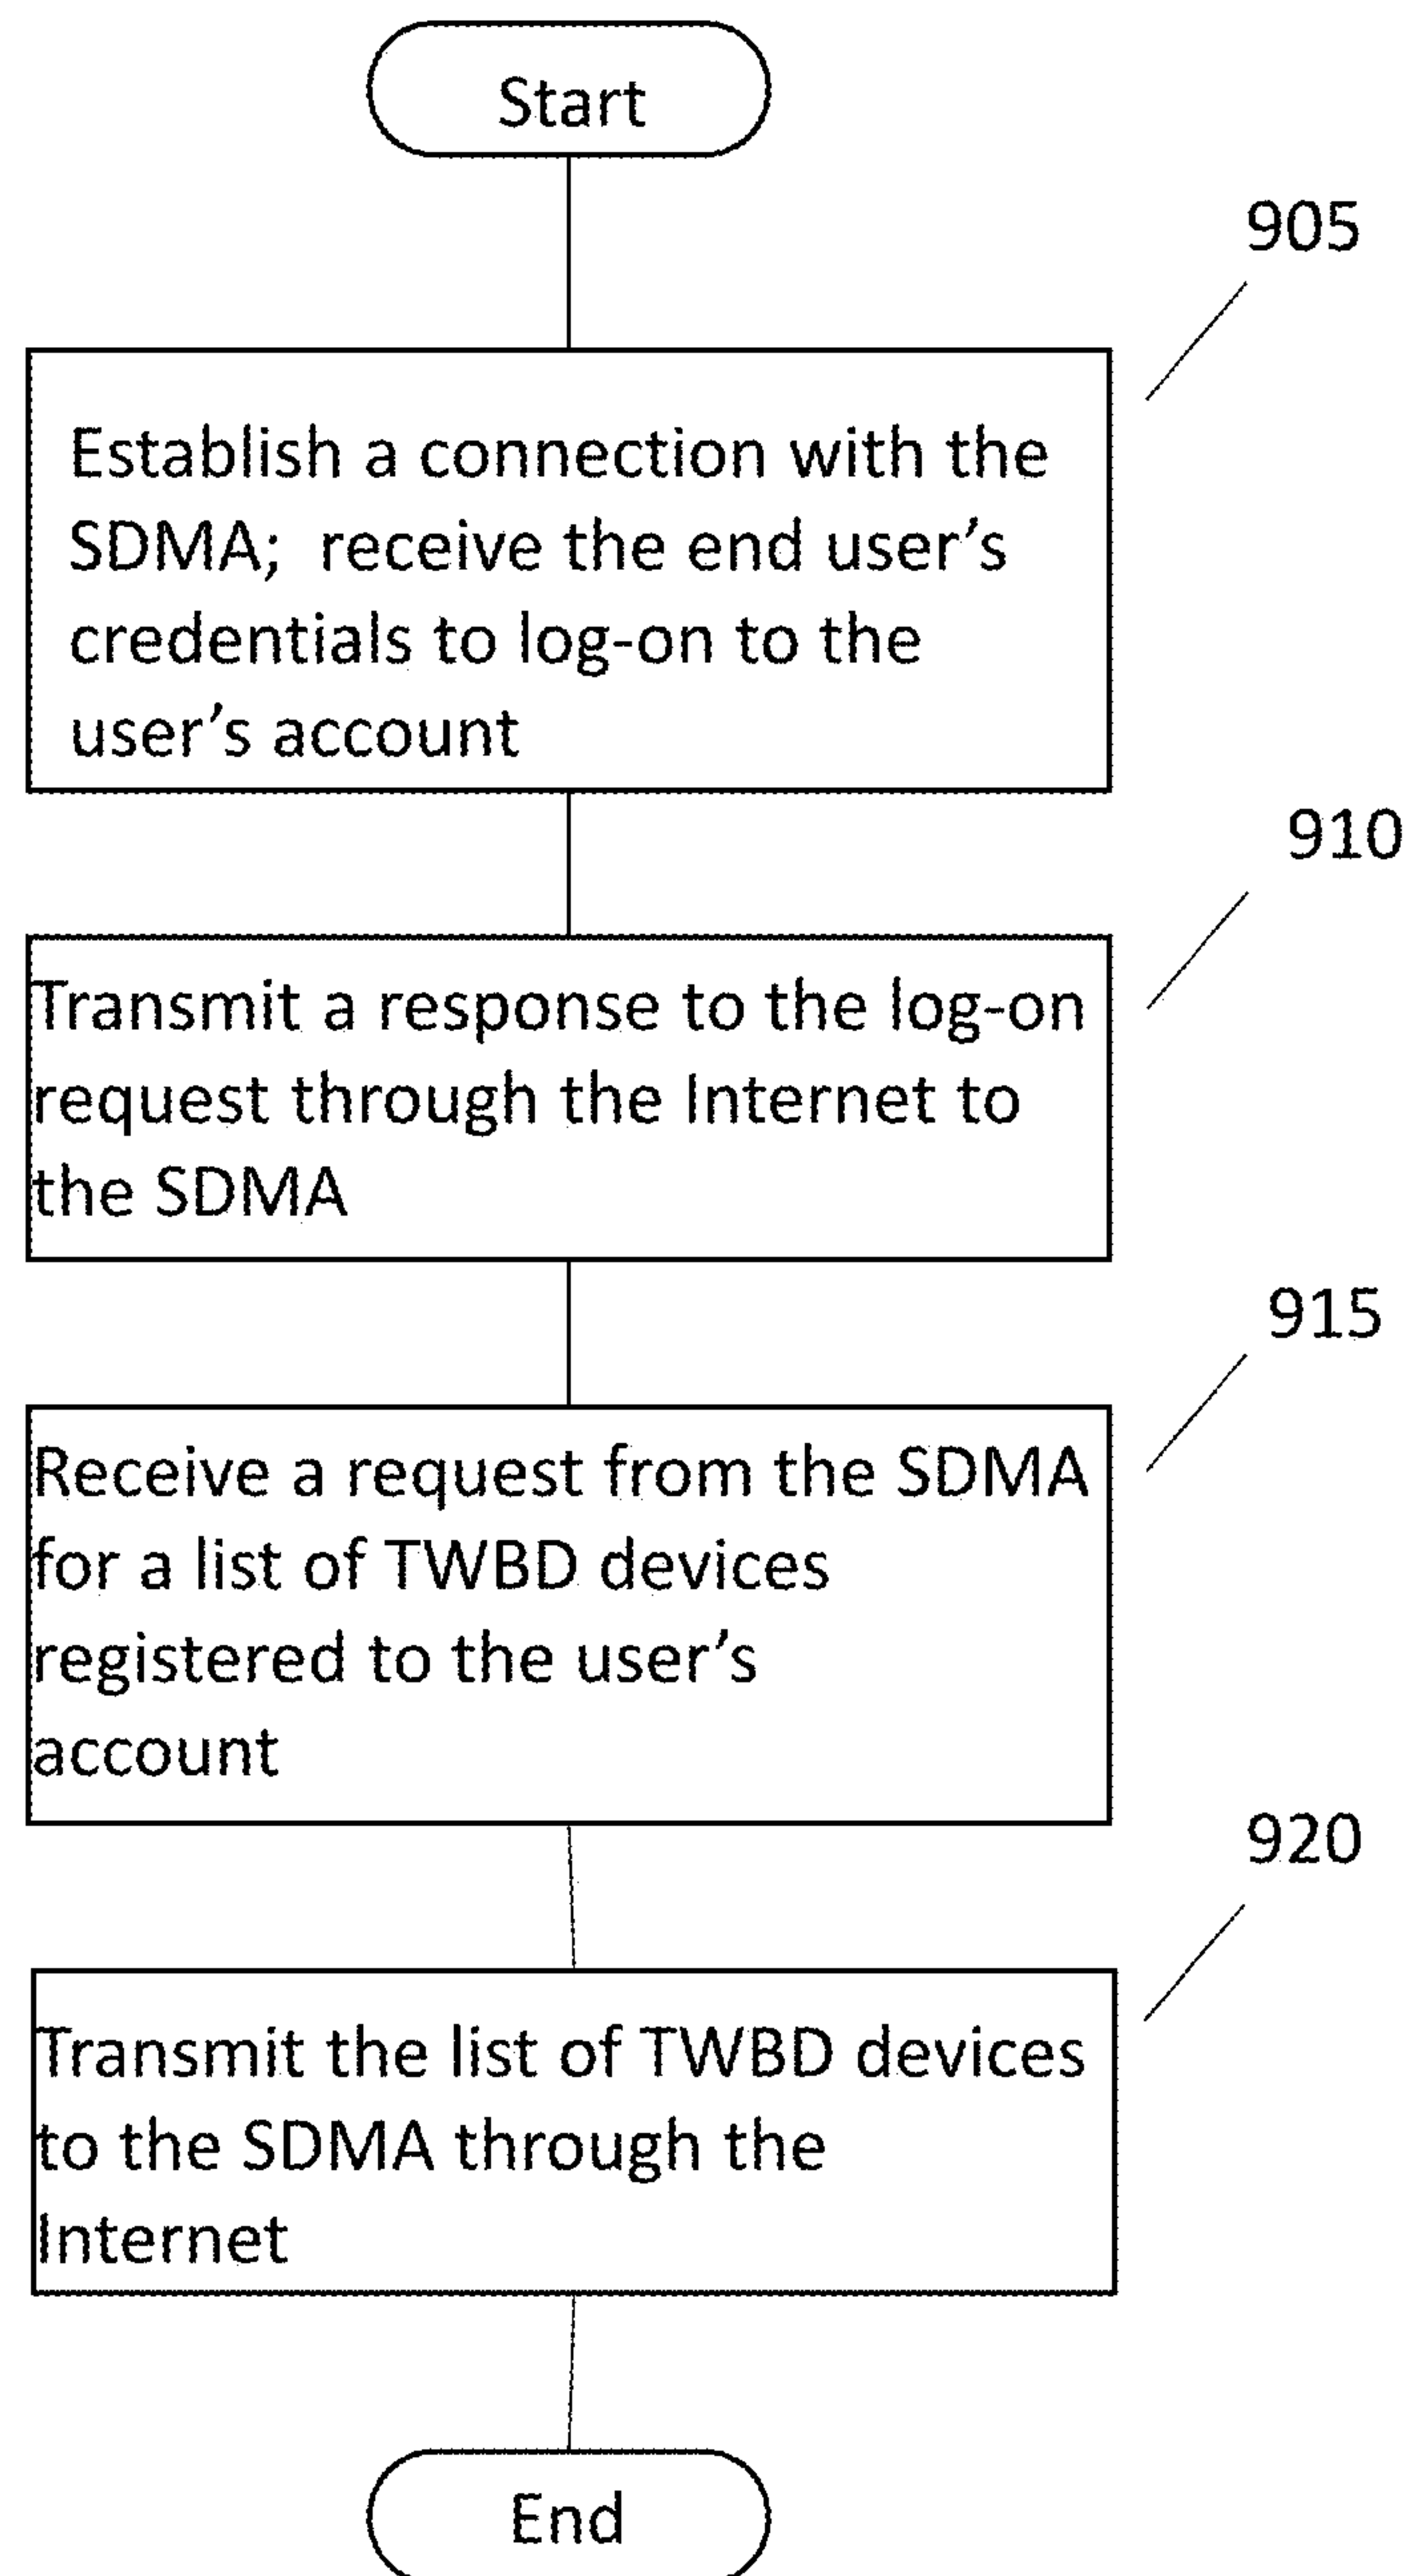 Start
905
Establish a connection with the
SDMA;  receive the end user's
credentials to log-on to the
user's account
910
Transmit a response to the log-on
request through the Internet to
the SDMA
915
Receive a request from the SDMA
for a list of TWBD devices
registered to the user's
account
920
Transmit the list of TWBD devices
to the SDMA through the
Internet
End